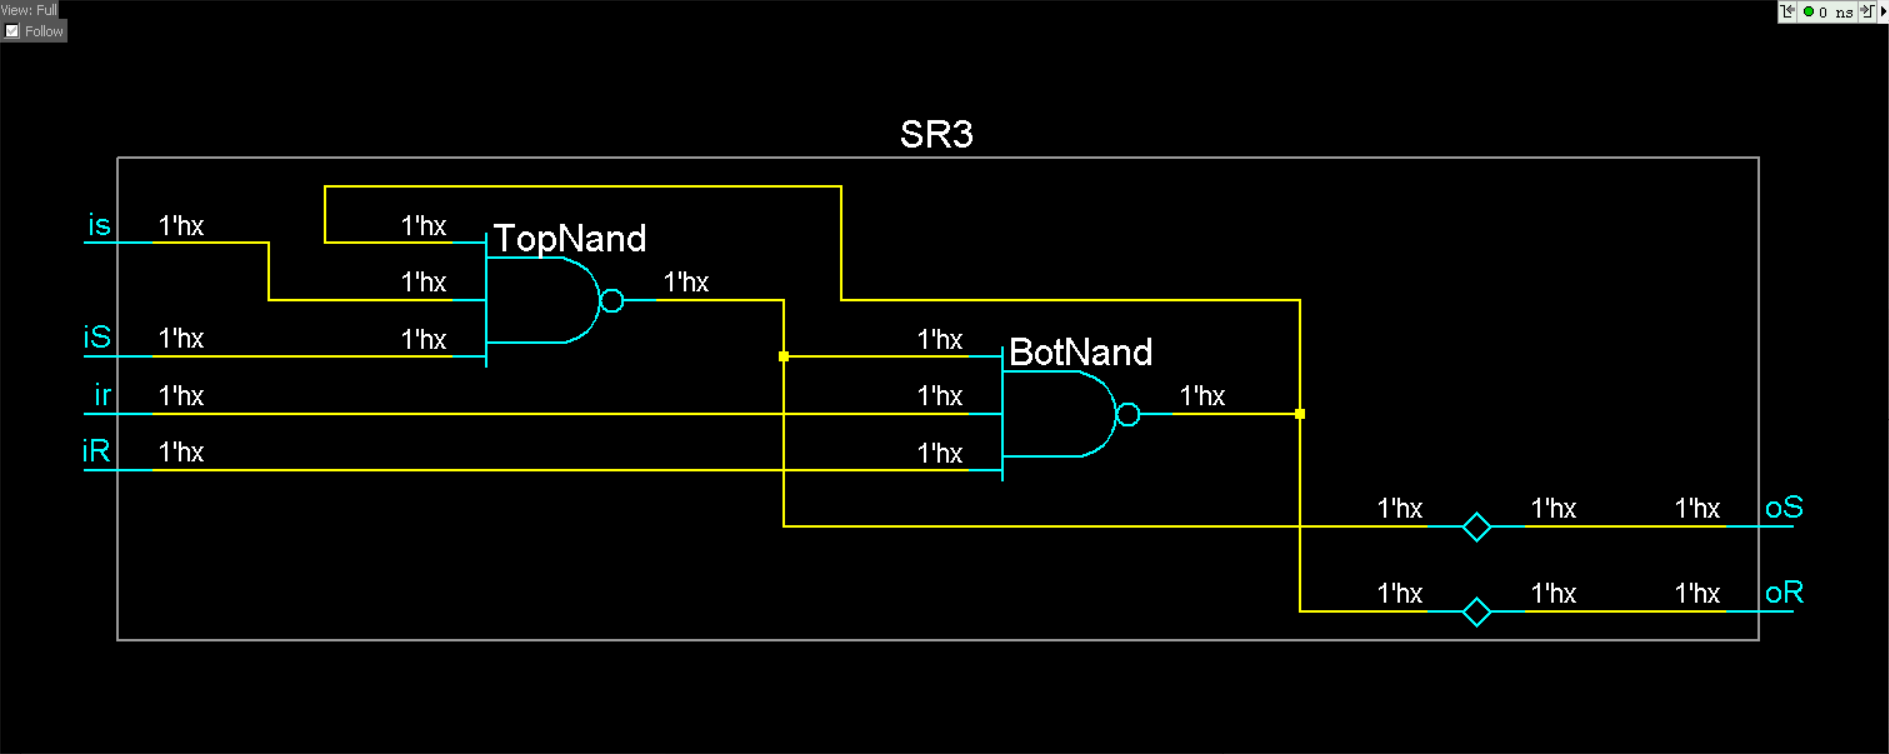 View: Full
Follow
0 ns
SR3
is 1'hx 1'hx TopNand
1'hx 1'hx
iS 1'hx 1'hx 1'hx BotNand
ir 1'hx 1'hx 1'hx
iR 1'hx 1'hx
1'hx 1'hx 1'hx oS
1'hx 1'hx 1'hx oR